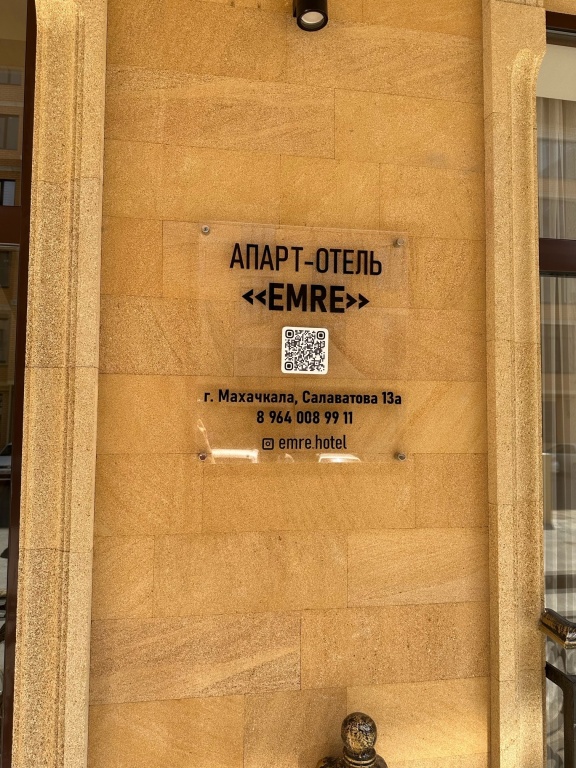 АПАРТ-ОТЕЛЬ
<<EMRE>>
г. Махачкала, Салаватова 13а
8 964 008 99 11
emre.hotel